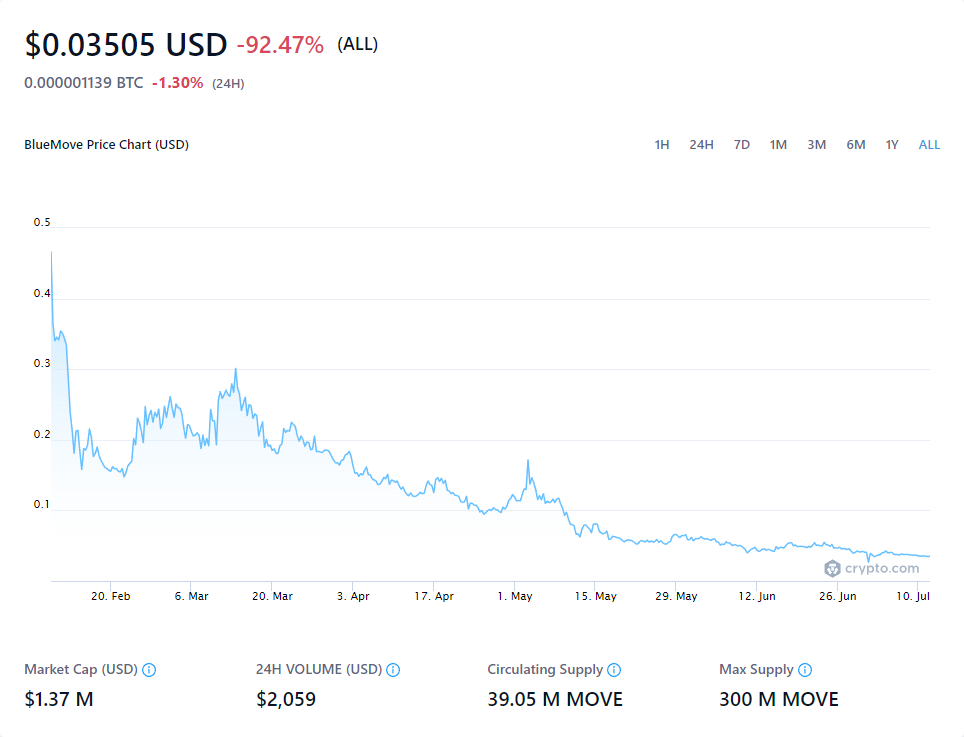 $0.03505 USD -92.47% (ALL)
0.000001139 BTC -1.30% (24H)
BlueMove Price Chart (USD) 1H 24H 7D 1M 3M 6M 1Y ALL
0.5
0.4
0.3
0.2
0.1
crypto.com
20. Feb 6. Mar 20. Mar 3. Apr 17. Apr 1. May 15. May 29. May 12. Jun 26. Jun 10. Jul
Market Cap (USD) 24H VOLUME (USD) Circulating Supply Max Supply
$1.37 M $2,059 39.05 M MOVE 300 M MOVE